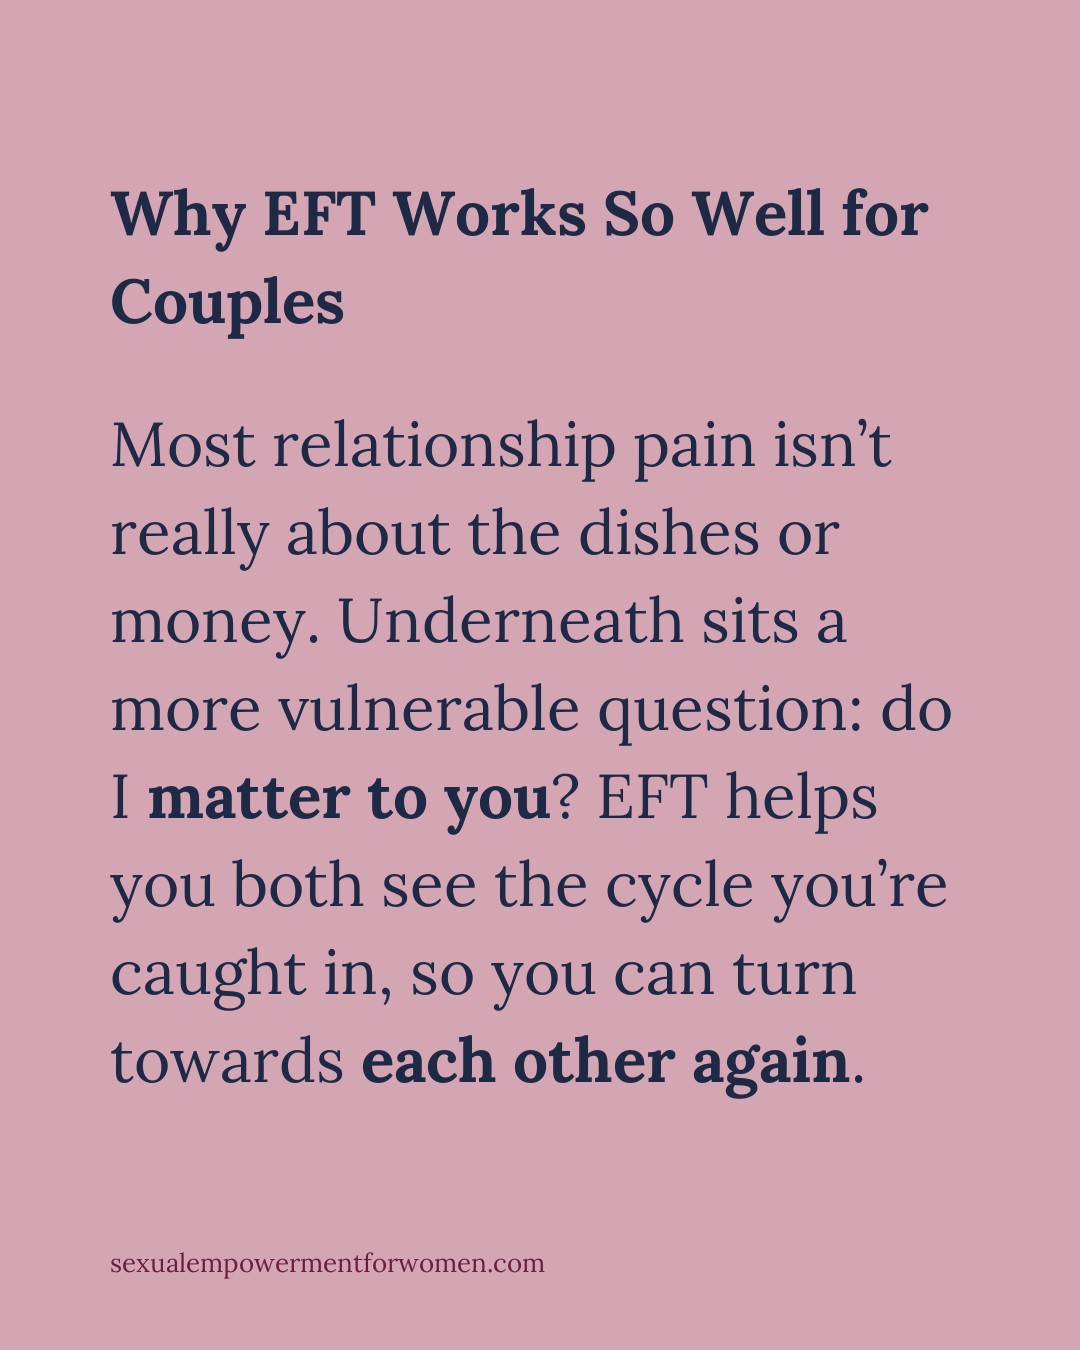 Why EFT Works So Well for
Couples
Most relationship pain isn’t
really about the dishes or
money. Underneath sits a
more vulnerable question: do
I matter to you? EFT helps
you both see the cycle you’re
caught in, so you can turn
towards each other again.
sexualempowermentforwomen.com